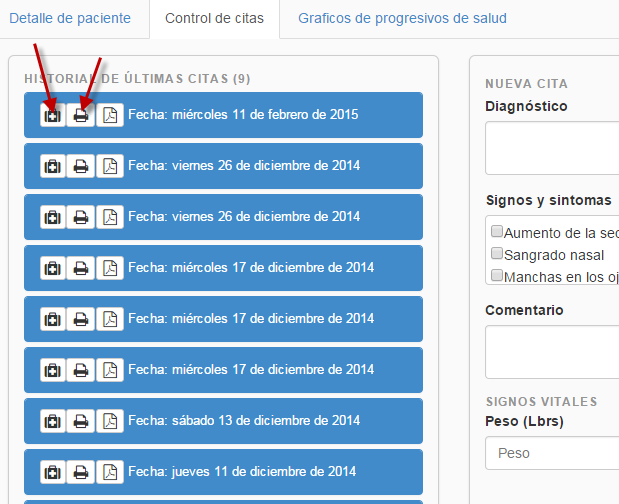 Detalle de paciente
Control de citas
Graficos de progresivos de salud
HISTORIAL DE ÚLTIMAS CITAS (9)
Fecha: miércoles 11 de febrero de 2015
Fecha: viernes 26 de diciembre de 2014
Fecha: viernes 26 de diciembre de 2014
Fecha: miércoles 17 de diciembre de 2014
Fecha: miércoles 17 de diciembre de 2014
Fecha: miércoles 17 de diciembre de 2014
Fecha: sábado 13 de diciembre de 2014
Fecha: jueves 11 de diciembre de 2014
NUEVA CITA
Diagnóstico
Signos y sintomas
Aumento de la sec
Sangrado nasal
Manchas en los oj
Comentario
SIGNOS VITALES
Peso (Lbrs)
Peso